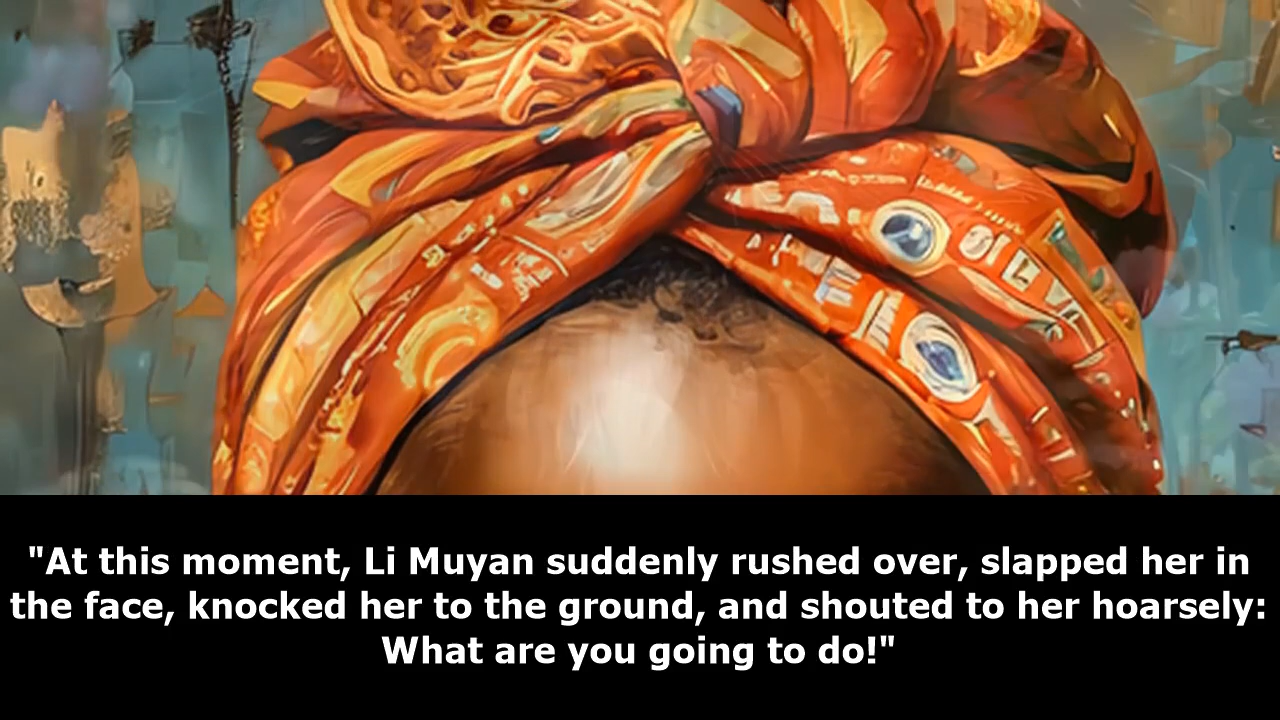 "At this moment, Li Muyan suddenly rushed over, slapped her in
the face, knocked her to the ground, and shouted to her hoarsely:
What are you going to do!"